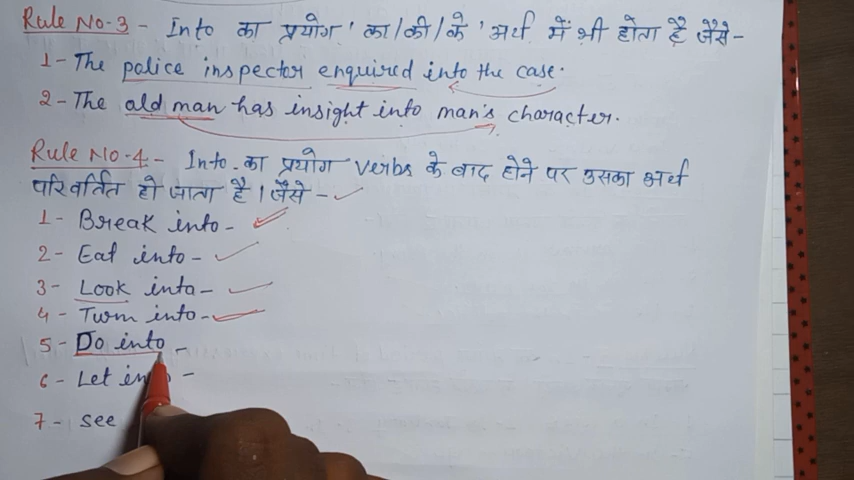 Rule No.3 - Into का प्रयोग 'का/की/के' अर्थ में भी होता है जैसे-
1- The police inspector enquired into the case.
2- The old man has insight into man's character.
Rule No.4- Into का प्रयोग verbs के बाद होने पर उसका अर्थ
परिवर्तित हो जाता है। जैसे-
1- Break into-
2- Eat into-
3- Look into-
4- Turn into-
5- Do into-
6- Let -
7- see